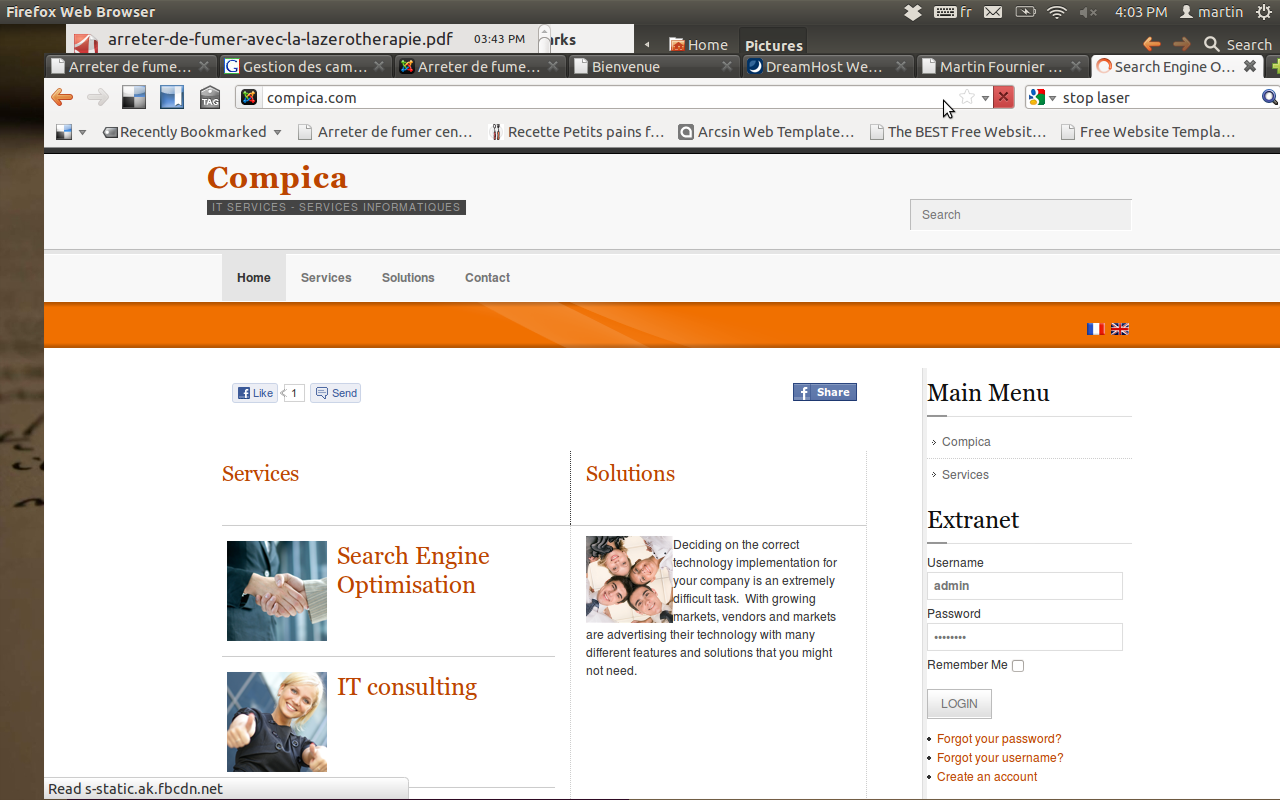 Firefox Web Browser fr 4:03 PM martin
arreter-de-fumer-avec-la-lazerotherapie.pdf 03:43 PM arks Home Pictures Search
Arreter de fume... Gestion des cam... Arreter de fume... Bienvenue DreamHost We... Martin Fournier ... Search Engine O...
TAG compica.com stop laser
Recently Bookmarked Arreter de fumer cen... Recette Petits pains f... Arcsin Web Template... The BEST Free Websit... Free Website Templa...
Compica
IT SERVICES - SERVICES INFORMATIQUES
Search
Home Services Solutions Contact
Like 1 Send Share
Main Menu
Compica
Services
Extranet
Username
admin
Password
••••••••
Remember Me
LOGIN
Forgot your password?
Forgot your username?
Create an account
Services
Search Engine
Optimisation
IT consulting
Solutions
Deciding on the correct
technology implementation for
your company is an extremely
difficult task. With growing
markets, vendors and markets
are advertising their technology with many
different features and solutions that you might
not need.
Read s-static.ak.fbcdn.net